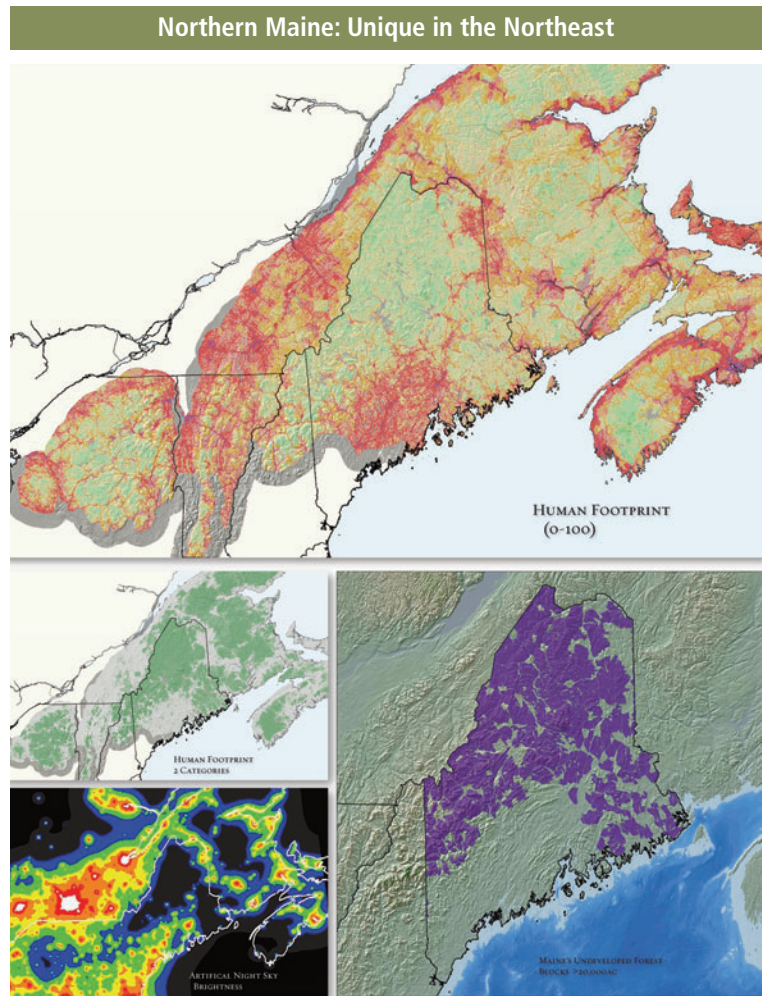 Northern Maine: Unique in the Northeast
Human Footprint
(0-100)
Human Footprint
2 Categories
Artifical Night Sky
Brightness
Maine's Undeveloped Forest
Blocks >20,000ac